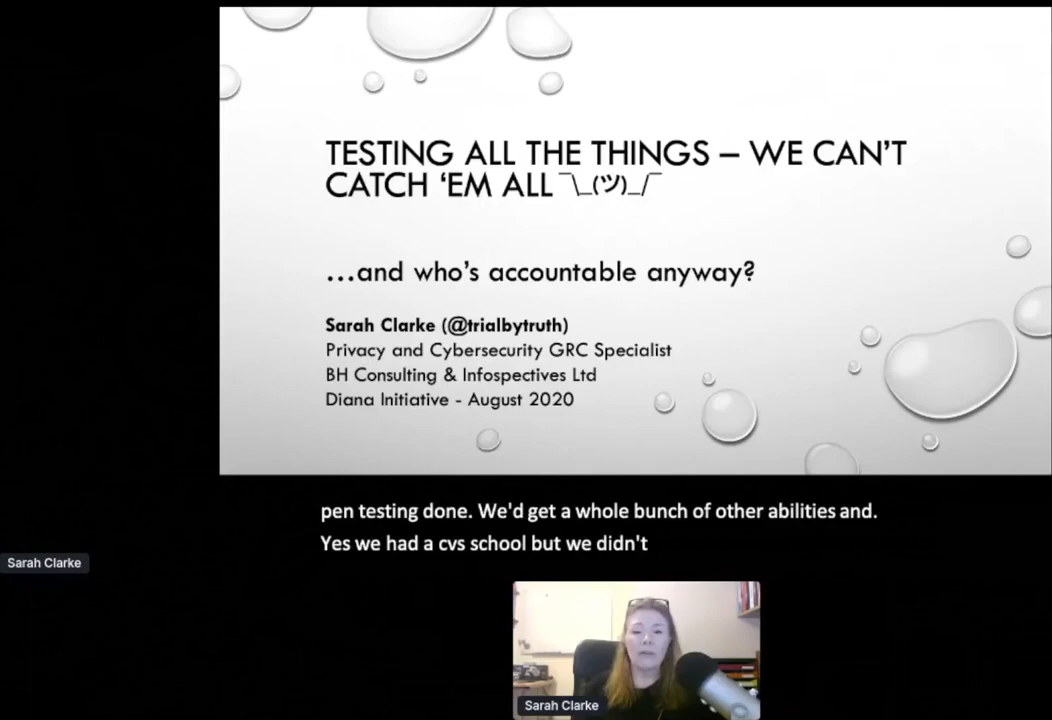 TESTING ALL THE THINGS – WE CAN'T
CATCH 'EM ALL ¯\_(ツ)_/¯
…and who's accountable anyway?
Sarah Clarke (@trialbytruth)
Privacy and Cybersecurity GRC Specialist
BH Consulting & Infospectives Ltd
Diana Initiative - August 2020
pen testing done. We'd get a whole bunch of other abilities and.
Yes we had a cvs school but we didn't
Sarah Clarke
Sarah Clarke